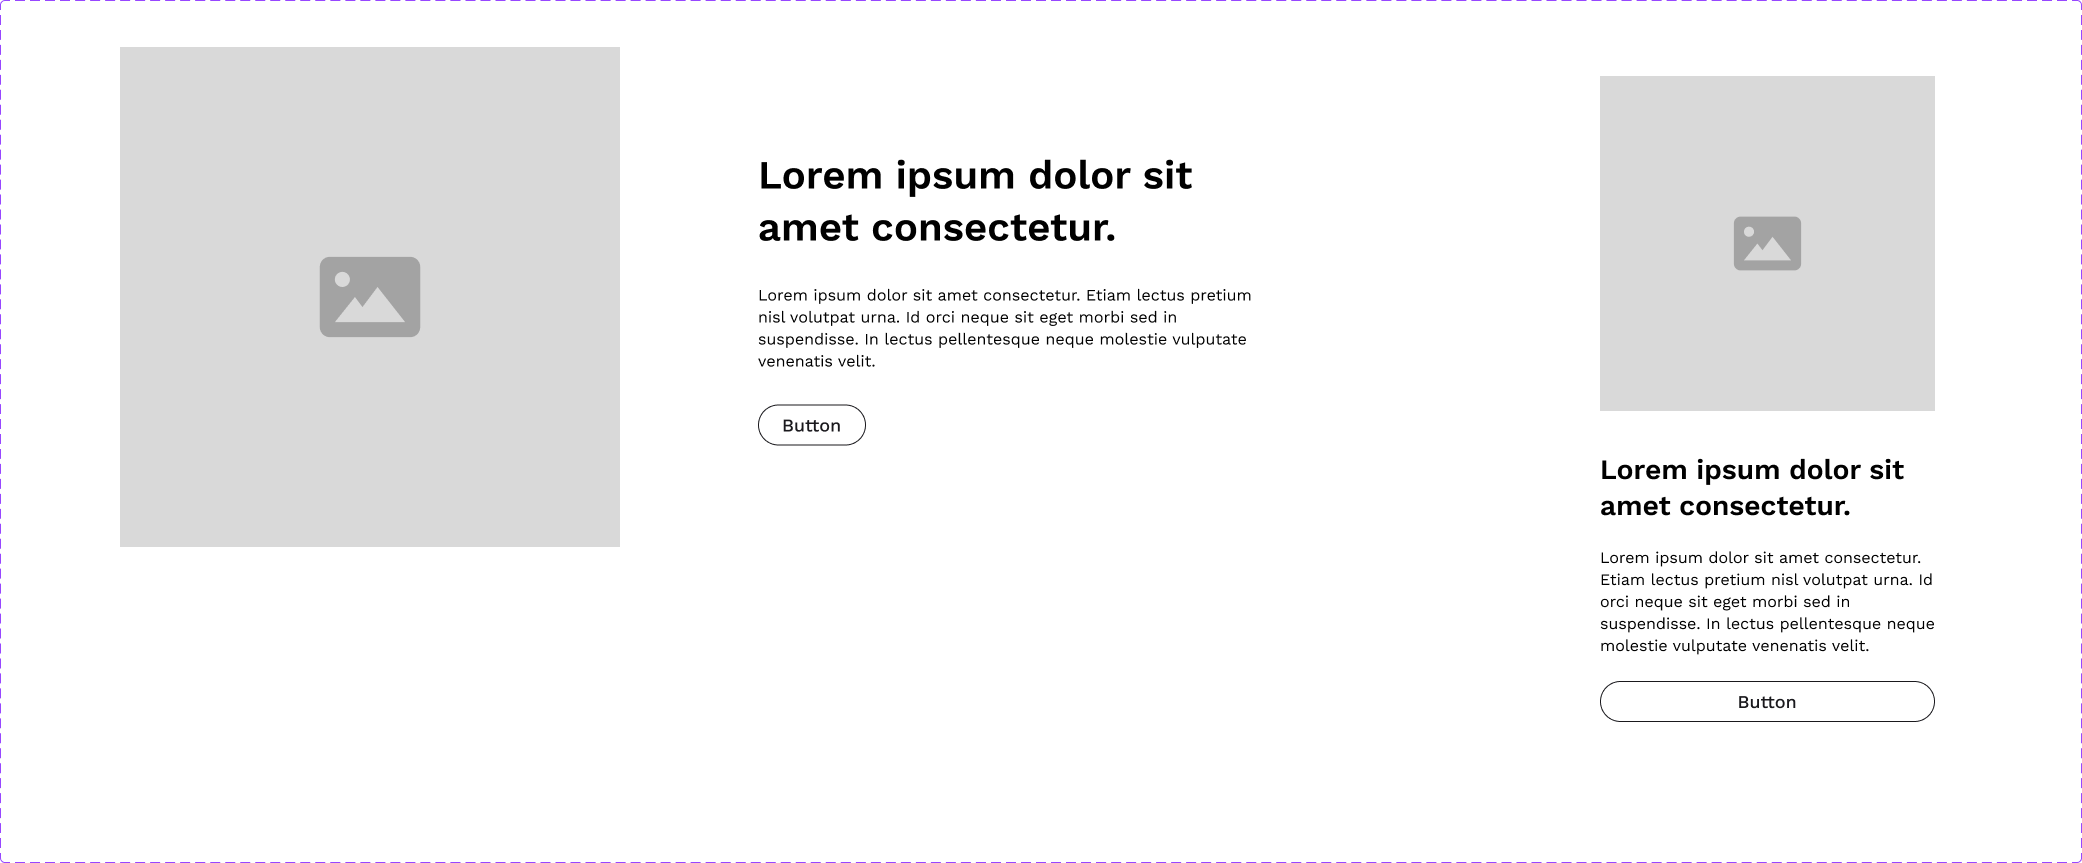 Lorem ipsum dolor sit
amet consectetur.
Lorem ipsum dolor sit amet consectetur. Etiam lectus pretium
nisl volutpat urna. Id orci neque sit eget morbi sed in
suspendisse. In lectus pellentesque neque molestie vulputate
venenatis velit.
Button
Lorem ipsum dolor sit
amet consectetur.
Lorem ipsum dolor sit amet consectetur.
Etiam lectus pretium nisl volutpat urna. Id
orci neque sit eget morbi sed in
suspendisse. In lectus pellentesque neque
molestie vulputate venenatis velit.
Button